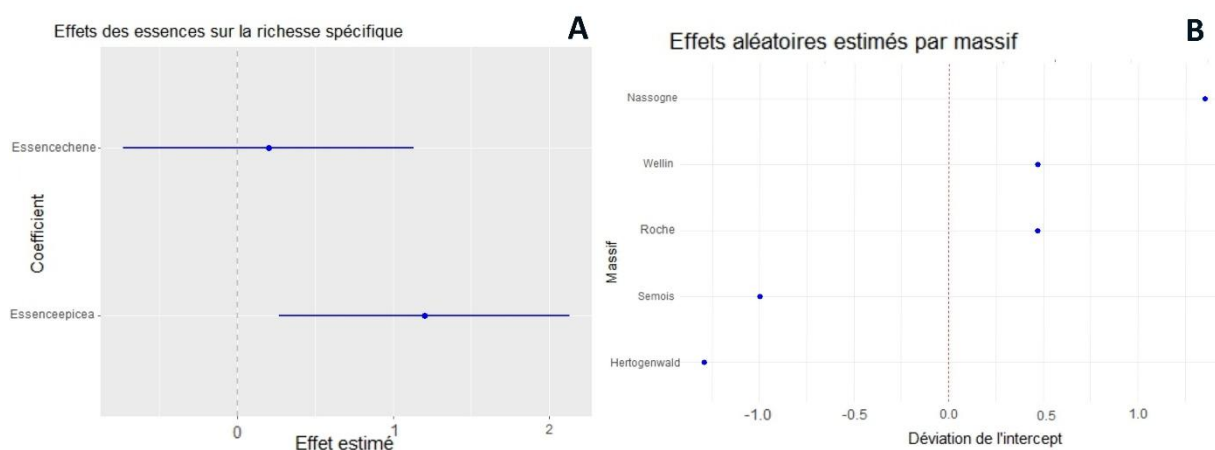 Effets des essences sur la richesse spécifique
A
Essencechene
Essenceepicea
Coefficient
0
1
2
Effet estimé
Effets aléatoires estimés par massif
B
Nassogne
Wellin
Roche
Semois
Hertogenwald
Massif
-1.0
-0.5
0.0
0.5
1.0
Déviation de l'intercept